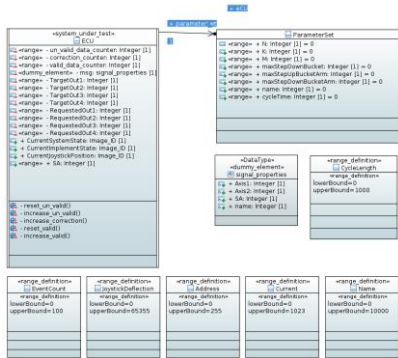 + ECU
+ parameter
«system_under_test»
ECU
«range» - un_valid_data_counter: Integer [1]
«range» - correction_counter: Integer [1]
«range» - valid_data_counter: Integer [1]
«dummy_element» - msg: signal_properties [1]
«range» - TargetOut1: Integer [1]
«range» - TargetOut2: Integer [1]
«range» - TargetOut3: Integer [1]
«range» - TargetOut4: Integer [1]
«range» - RequestedOut1: Integer [1]
«range» - RequestedOut2: Integer [1]
«range» - RequestedOut3: Integer [1]
«range» - RequestedOut4: Integer [1]
+ CurrentSystemState: Image_ID [1]
+ CurrentImplementState: Image_ID [1]
+ CurrentJoystickPosition: Image_ID [1]
«range» + SA: Integer [1]
- reset_un_valid()
- increase_un_valid()
- increase_correction()
- reset_valid()
- increase_valid()
ParameterSet
«range» + N: Integer [1] = 0
«range» + K: Integer [1] = 0
«range» + M: Integer [1] = 0
«range» + maxStepDownBucket: Integer [1] = 0
«range» + maxStepUpBucketArm: Integer [1] = 0
«range» + maxStepDownBucketArm: Integer [1] = 0
«range» + name: Integer [1] = 0
«range» + cycleTime: Integer [1] = 0
«DataType»
«dummy_element»
signal_properties
+ Axis1: Integer [1]
+ Axis2: Integer [1]
+ SA: Integer [1]
+ name: Integer [1]
«range_definition»
CycleLength
«range_definition»
lowerBound=0
upperBound=1000
«range_definition»
EventCount
«range_definition»
lowerBound=0
upperBound=100
«range_definition»
JoystickDeflection
«range_definition»
lowerBound=0
upperBound=65355
«range_definition»
Address
«range_definition»
lowerBound=0
upperBound=255
«range_definition»
Current
«range_definition»
lowerBound=0
upperBound=1023
«range_definition»
Name
«range_definition»
lowerBound=0
upperBound=10000